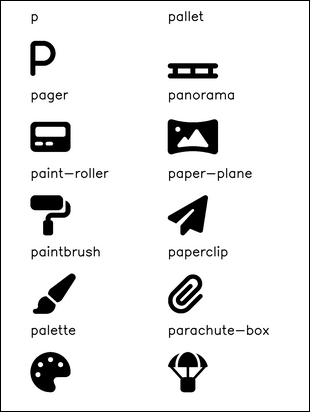 p
pallet
P
pager
panorama
paint-roller
paper-plane
paintbrush
paperclip
palette
parachute-box